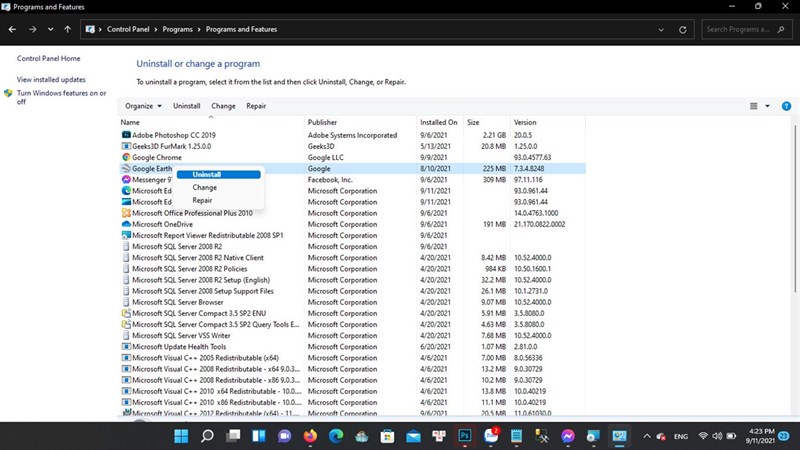 Programs and Features
Control Panel > Programs > Programs and Features
Search Programs a...
Control Panel Home
View installed updates
Turn Windows features on or
off
Uninstall or change a program
To uninstall a program, select it from the list and then click Uninstall, Change, or Repair.
Organize Uninstall Change Repair
Name Publisher Installed On Size Version
Adobe Photoshop CC 2019 Adobe Systems Incorporated 9/6/2021 2.21 GB 20.0.5
Geeks3D FurMark 1.25.0.0 Geeks3D 5/13/2021 20.8 MB 1.25.0.0
Google Chrome Google LLC 9/9/2021 93.0.4577.63
Google Earth Google 8/10/2021 225 MB 7.3.4.8248
Uninstall
Messenger 97 Facebook, Inc. 9/6/2021 309 MB 97.11.116
Microsoft Ed Microsoft Corporation 9/11/2021 93.0.961.44
Change
Microsoft Ed Microsoft Corporation 9/11/2021 93.0.961.44
Repair
Microsoft Office Professional Plus 2010 Microsoft Corporation 9/6/2021 14.0.4763.1000
Microsoft OneDrive Microsoft Corporation 9/6/2021 191 MB 21.170.0822.0002
Microsoft Report Viewer Redistributable 2008 SP1 Microsoft Corporation 9/6/2021
Microsoft SQL Server 2008 R2 Microsoft Corporation 9/6/2021
Microsoft SQL Server 2008 R2 Native Client Microsoft Corporation 4/20/2021 8.42 MB 10.52.4000.0
Microsoft SQL Server 2008 R2 Policies Microsoft Corporation 4/20/2021 984 KB 10.50.1600.1
Microsoft SQL Server 2008 R2 Setup (English) Microsoft Corporation 4/20/2021 32.2 MB 10.52.4000.0
Microsoft SQL Server 2008 Setup Support Files Microsoft Corporation 4/20/2021 26.1 MB 10.1.2731.0
Microsoft SQL Server Browser Microsoft Corporation 4/20/2021 9.07 MB 10.52.4000.0
Microsoft SQL Server Compact 3.5 SP2 ENU Microsoft Corporation 4/20/2021 5.91 MB 3.5.8080.0
Microsoft SQL Server Compact 3.5 SP2 Query Tools E... Microsoft Corporation 4/20/2021 4.63 MB 3.5.8080.0
Microsoft SQL Server VSS Writer Microsoft Corporation 4/20/2021 7.68 MB 10.52.4000.0
Microsoft Update Health Tools Microsoft Corporation 6/20/2021 1.07 MB 2.81.0.0
Microsoft Visual C++ 2005 Redistributable (x64) Microsoft Corporation 4/6/2021 7.00 MB 8.0.56336
Microsoft Visual C++ 2008 Redistributable - x64 9.0.3... Microsoft Corporation 4/6/2021 13.2 MB 9.0.30729
Microsoft Visual C++ 2008 Redistributable - x86 9.0.3... Microsoft Corporation 4/6/2021 10.2 MB 9.0.30729
Microsoft Visual C++ 2010 x64 Redistributable - 10.0... Microsoft Corporation 4/6/2021 13.8 MB 10.0.40219
Microsoft Visual C++ 2010 x86 Redistributable - 10.0... Microsoft Corporation 4/6/2021 11.1 MB 10.0.40219
Microsoft Visual C++ 2012 Redistributable (x64) - 11... Microsoft Corporation 4/6/2021 20.5 MB 11.0.61030.0
ENG
4:23 PM
9/11/2021
23